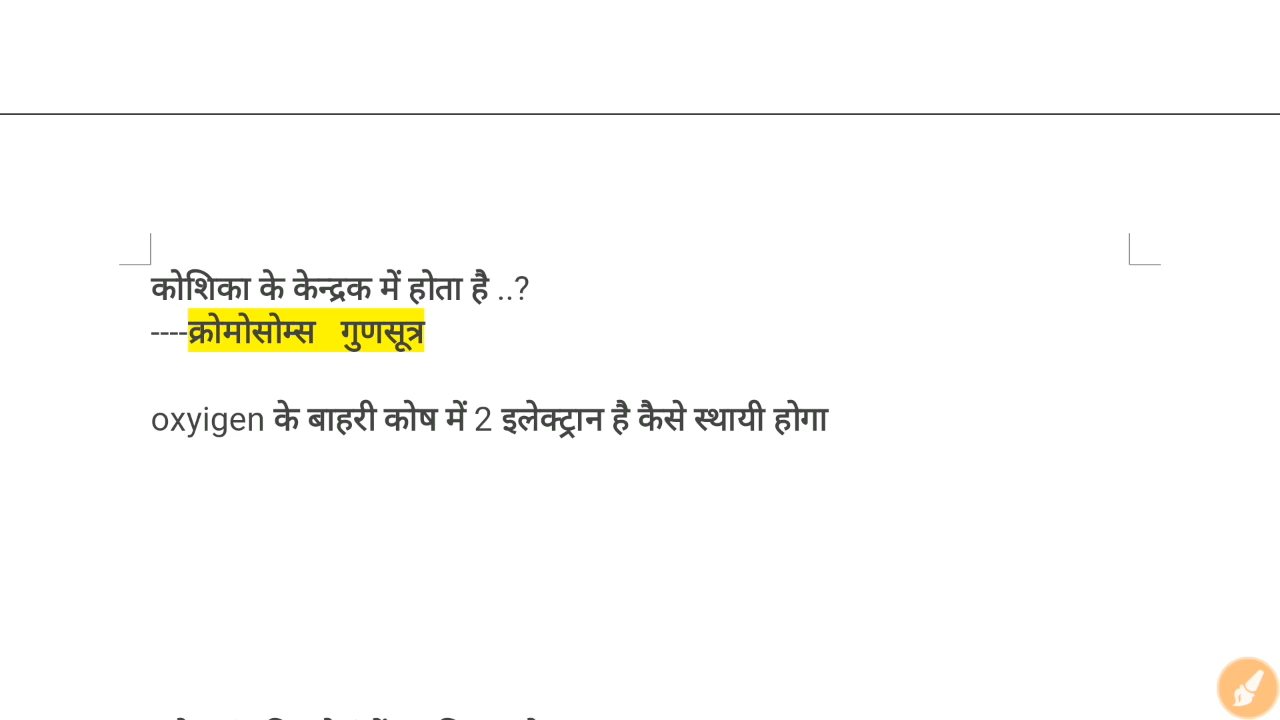 कोशिका के केन्द्रक में होता है ..?
----क्रोमोसोम्स गुणसूत्र
oxyigen के बाहरी कोष में 2 इलेक्ट्रान है कैसे स्थायी होगा